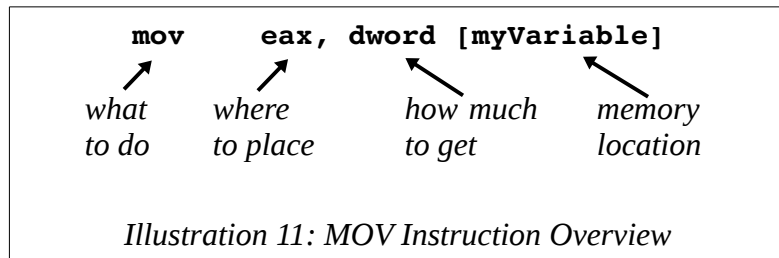 mov eax, dword [myVariable]
what where how much memory
to do to place to get location
Illustration 11: MOV Instruction Overview